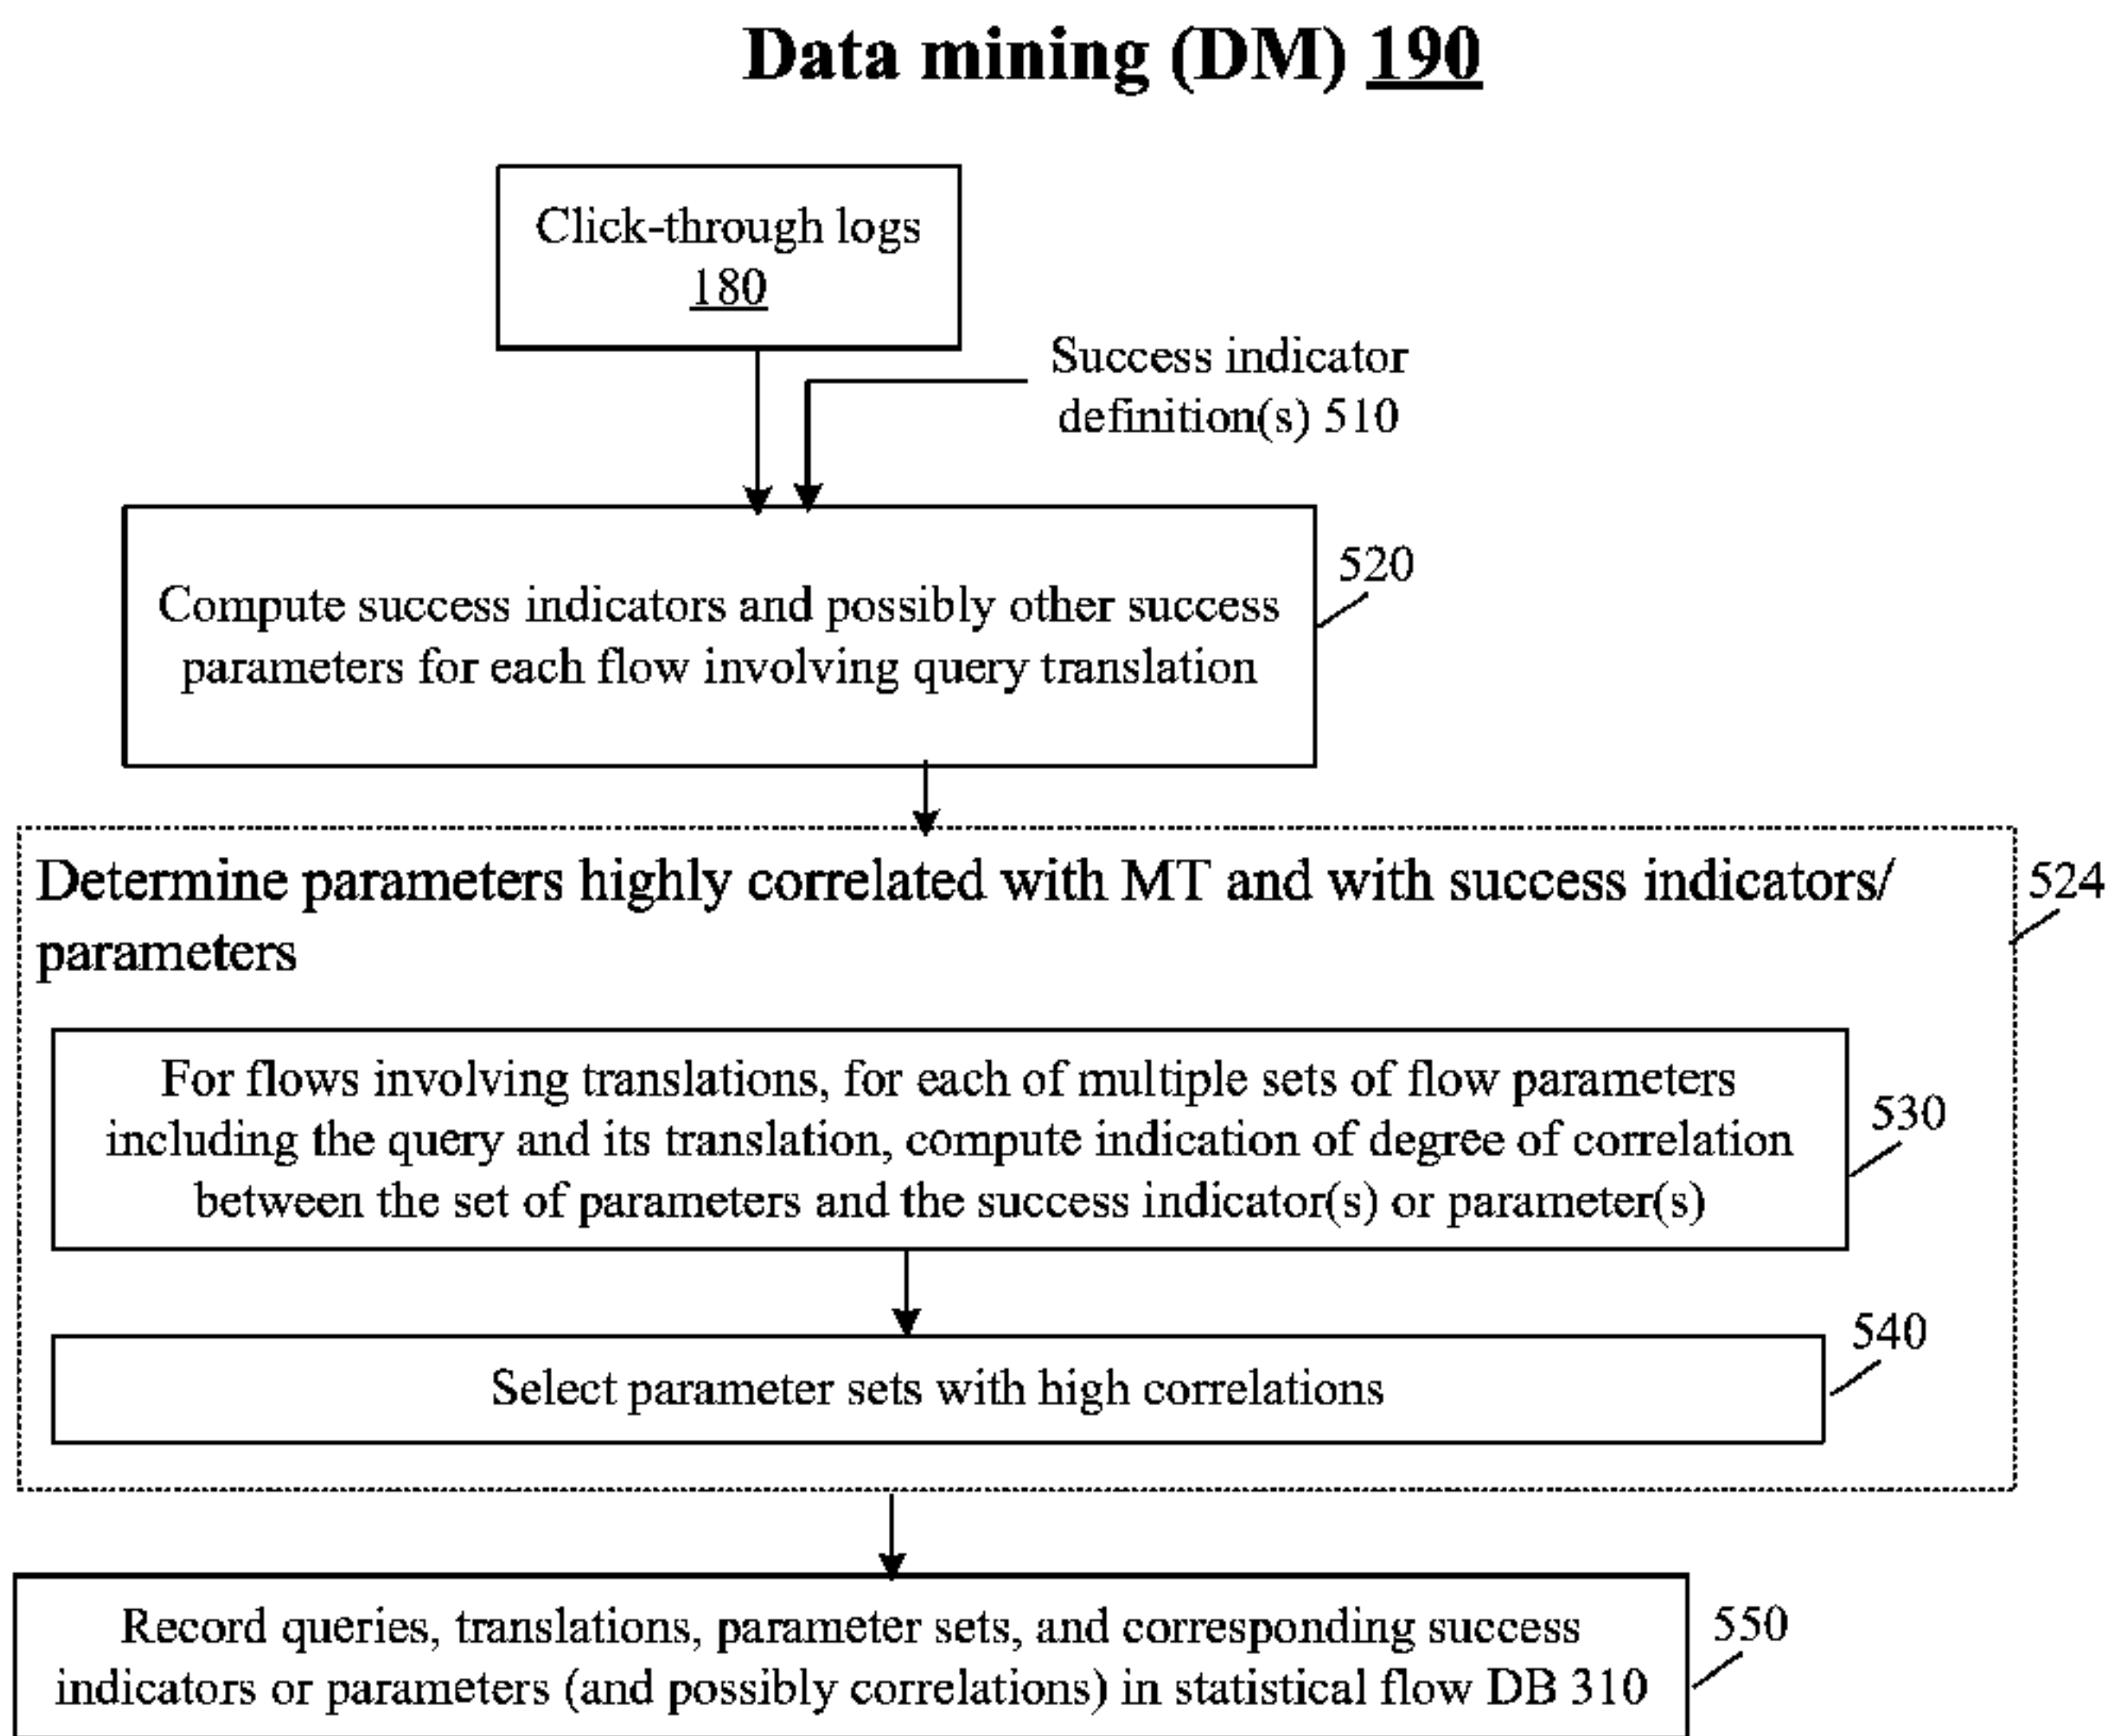 Data mining (DM) 190
Click-through logs
180
Success indicator
definition(s) 510
520
Compute success indicators and possibly other success
parameters for each flow involving query translation
Determine parameters highly correlated with MT and with success indicators/
parameters
524
For flows involving translations, for each of multiple sets of flow parameters
including the query and its translation, compute indication of degree of correlation
between the set of parameters and the success indicator(s) or parameter(s)
530
540
Select parameter sets with high correlations
Record queries, translations, parameter sets, and corresponding success
indicators or parameters (and possibly correlations) in statistical flow DB 310
550